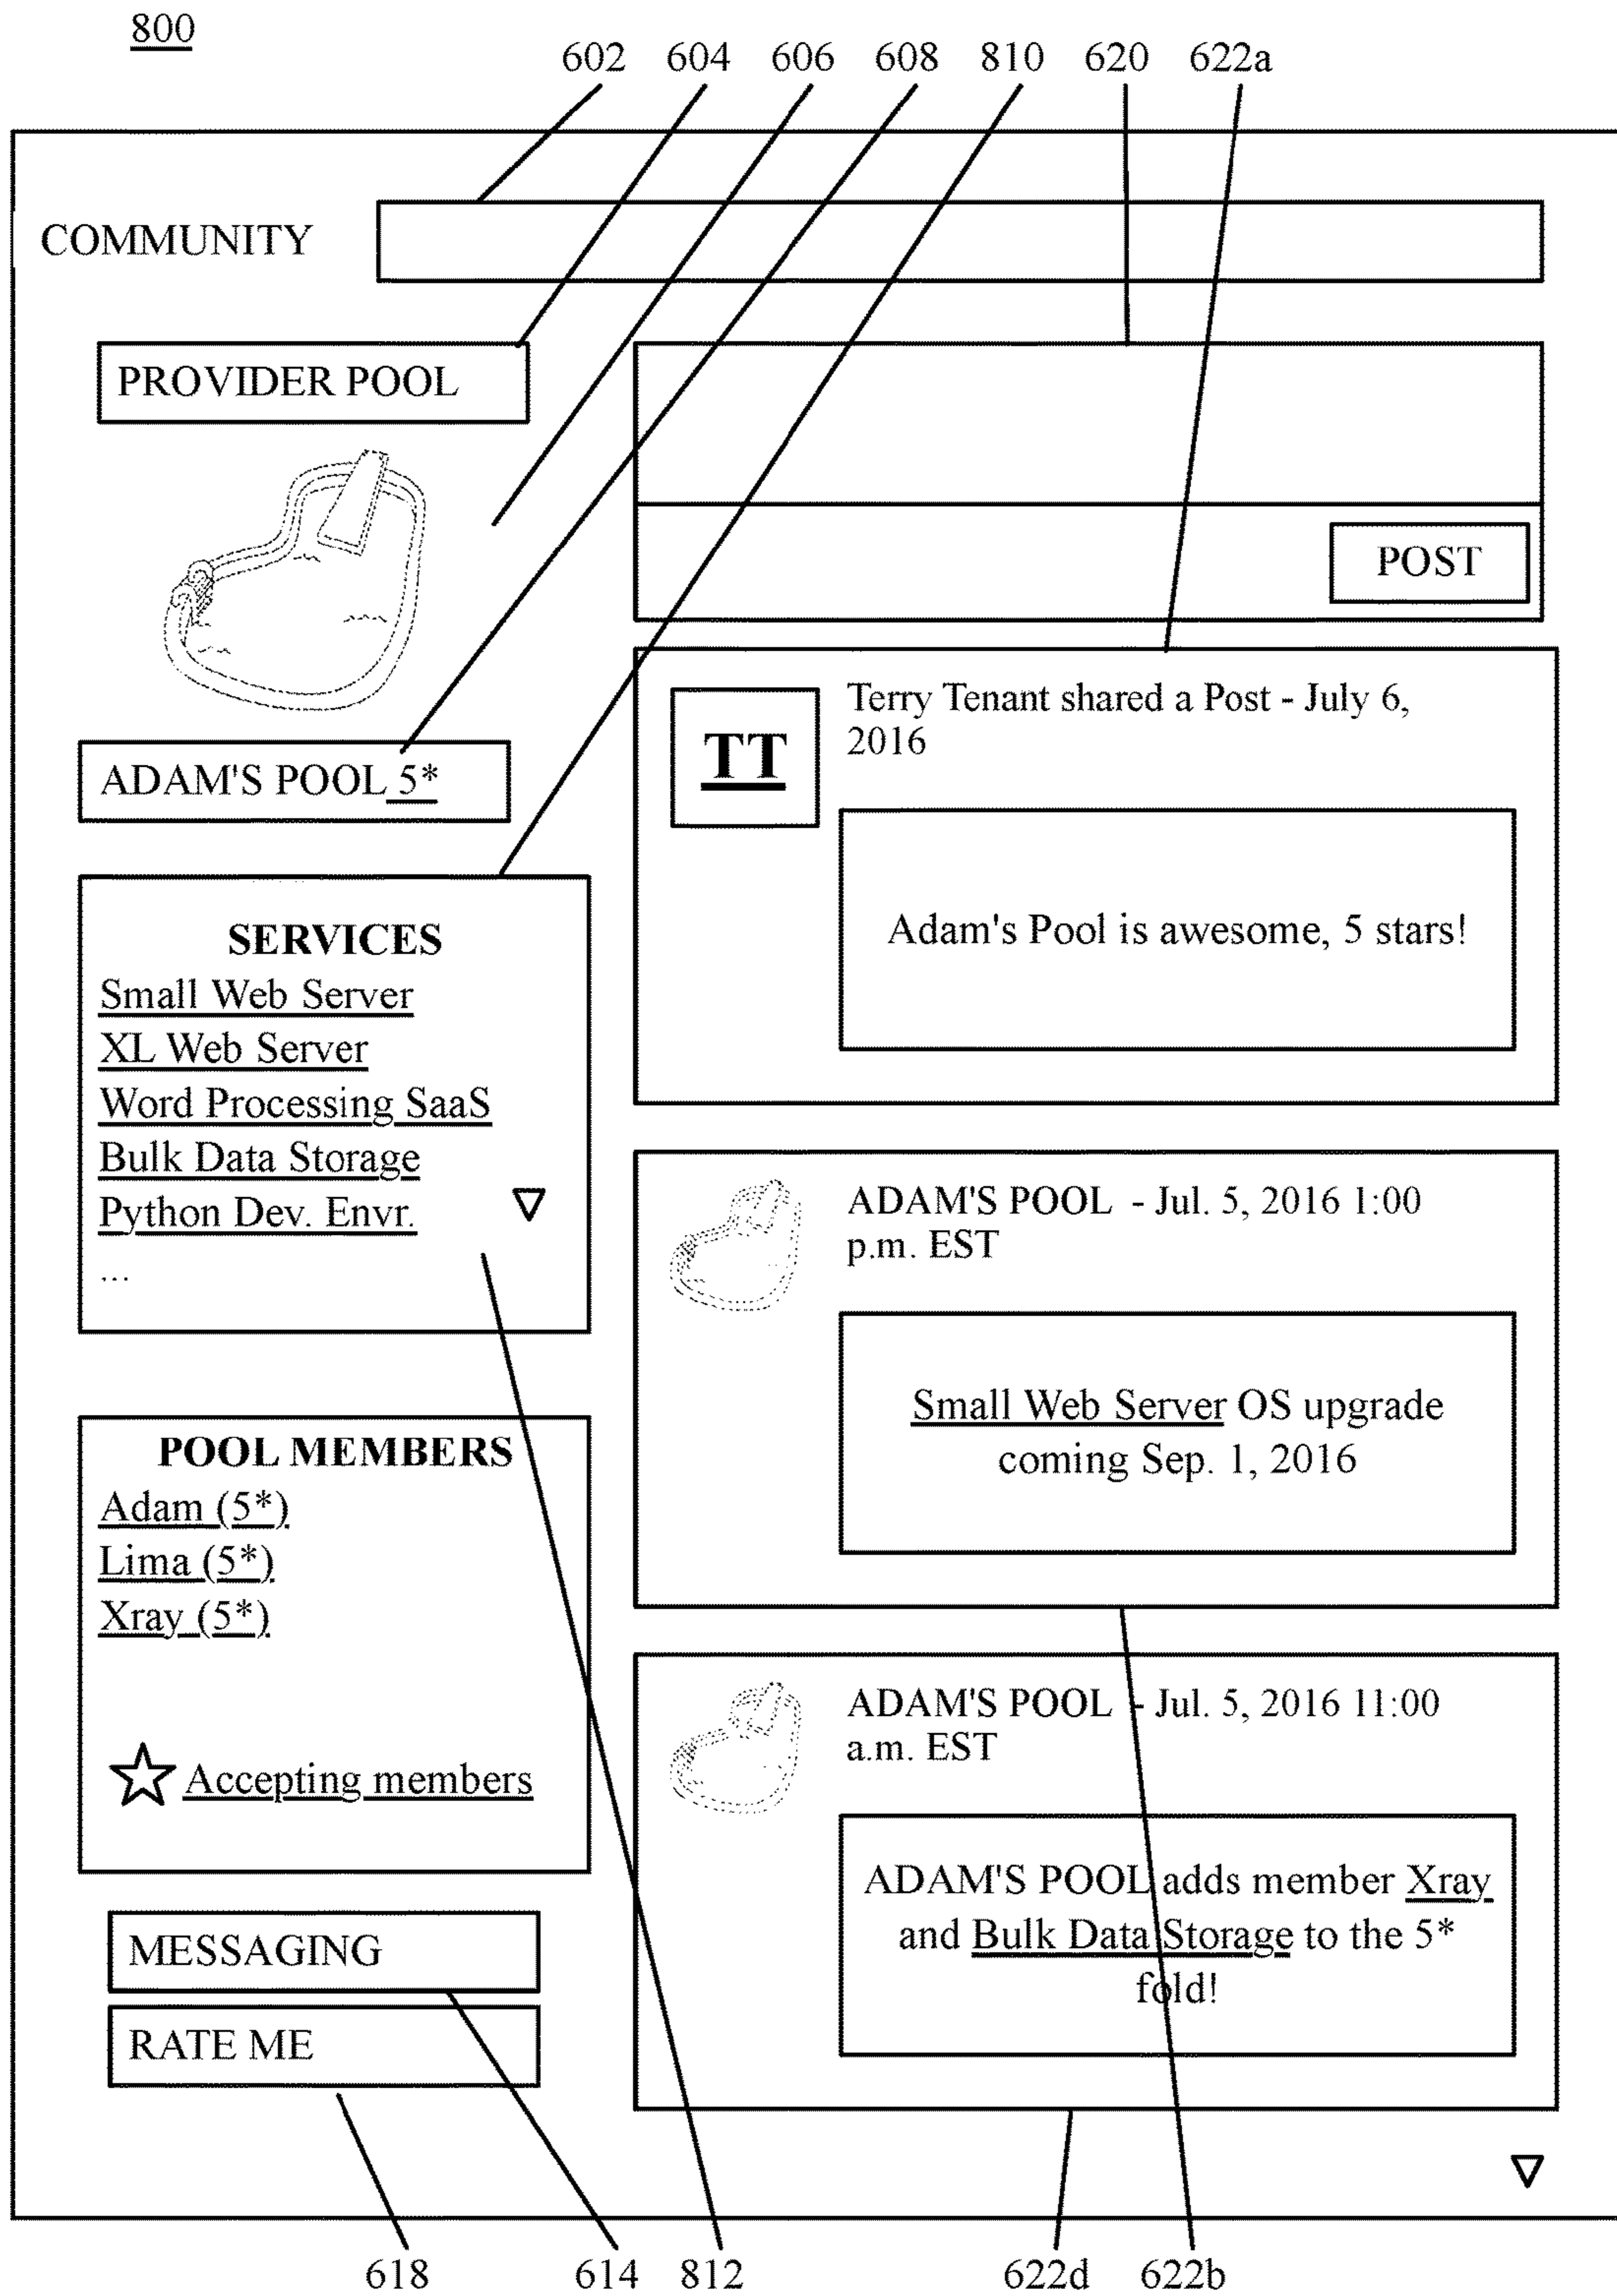 800
602 604 606 608 810 620 622a
COMMUNITY
PROVIDER POOL
ADAM'S POOL 5*
SERVICES
Small Web Server
XL Web Server
Word Processing SaaS
Bulk Data Storage
Python Dev. Envr.
...
POOL MEMBERS
Adam (5*)
Lima (5*)
Xray (5*)
Accepting members
MESSAGING
RATE ME
POST
TT
Terry Tenant shared a Post - July 6,
2016
Adam's Pool is awesome, 5 stars!
ADAM'S POOL - Jul. 5, 2016 1:00
p.m. EST
Small Web Server OS upgrade
coming Sep. 1, 2016
ADAM'S POOL - Jul. 5, 2016 11:00
a.m. EST
ADAM'S POOL adds member Xray
and Bulk Data Storage to the 5*
fold!
618 614 812 622d 622b